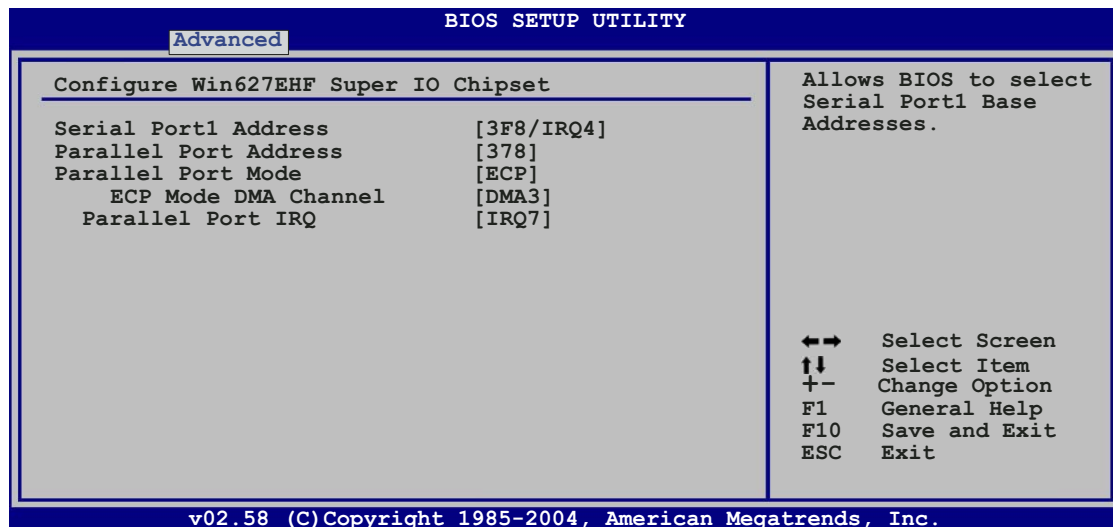 BIOS SETUP UTILITY
Advanced
Configure Win627EHF Super IO Chipset
Serial Port1 Address [3F8/IRQ4]
Parallel Port Address [378]
Parallel Port Mode [ECP]
ECP Mode DMA Channel [DMA3]
Parallel Port IRQ [IRQ7]
Allows BIOS to select
Serial Port1 Base
Addresses.
←→ Select Screen
↑↓ Select Item
+- Change Option
F1 General Help
F10 Save and Exit
ESC Exit
v02.58 (C)Copyright 1985-2004, American Megatrends, Inc.